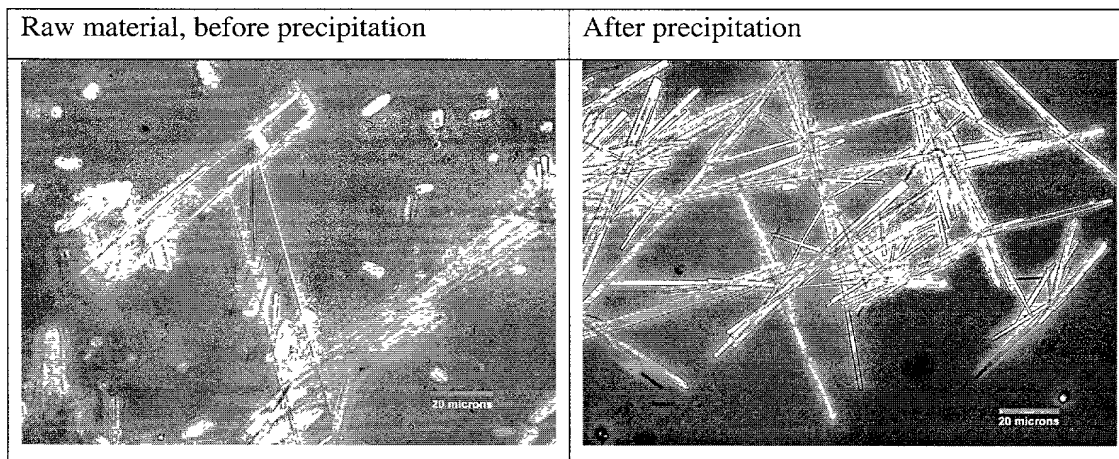 Raw material, before precipitation
After precipitation
20 microns
20 microns